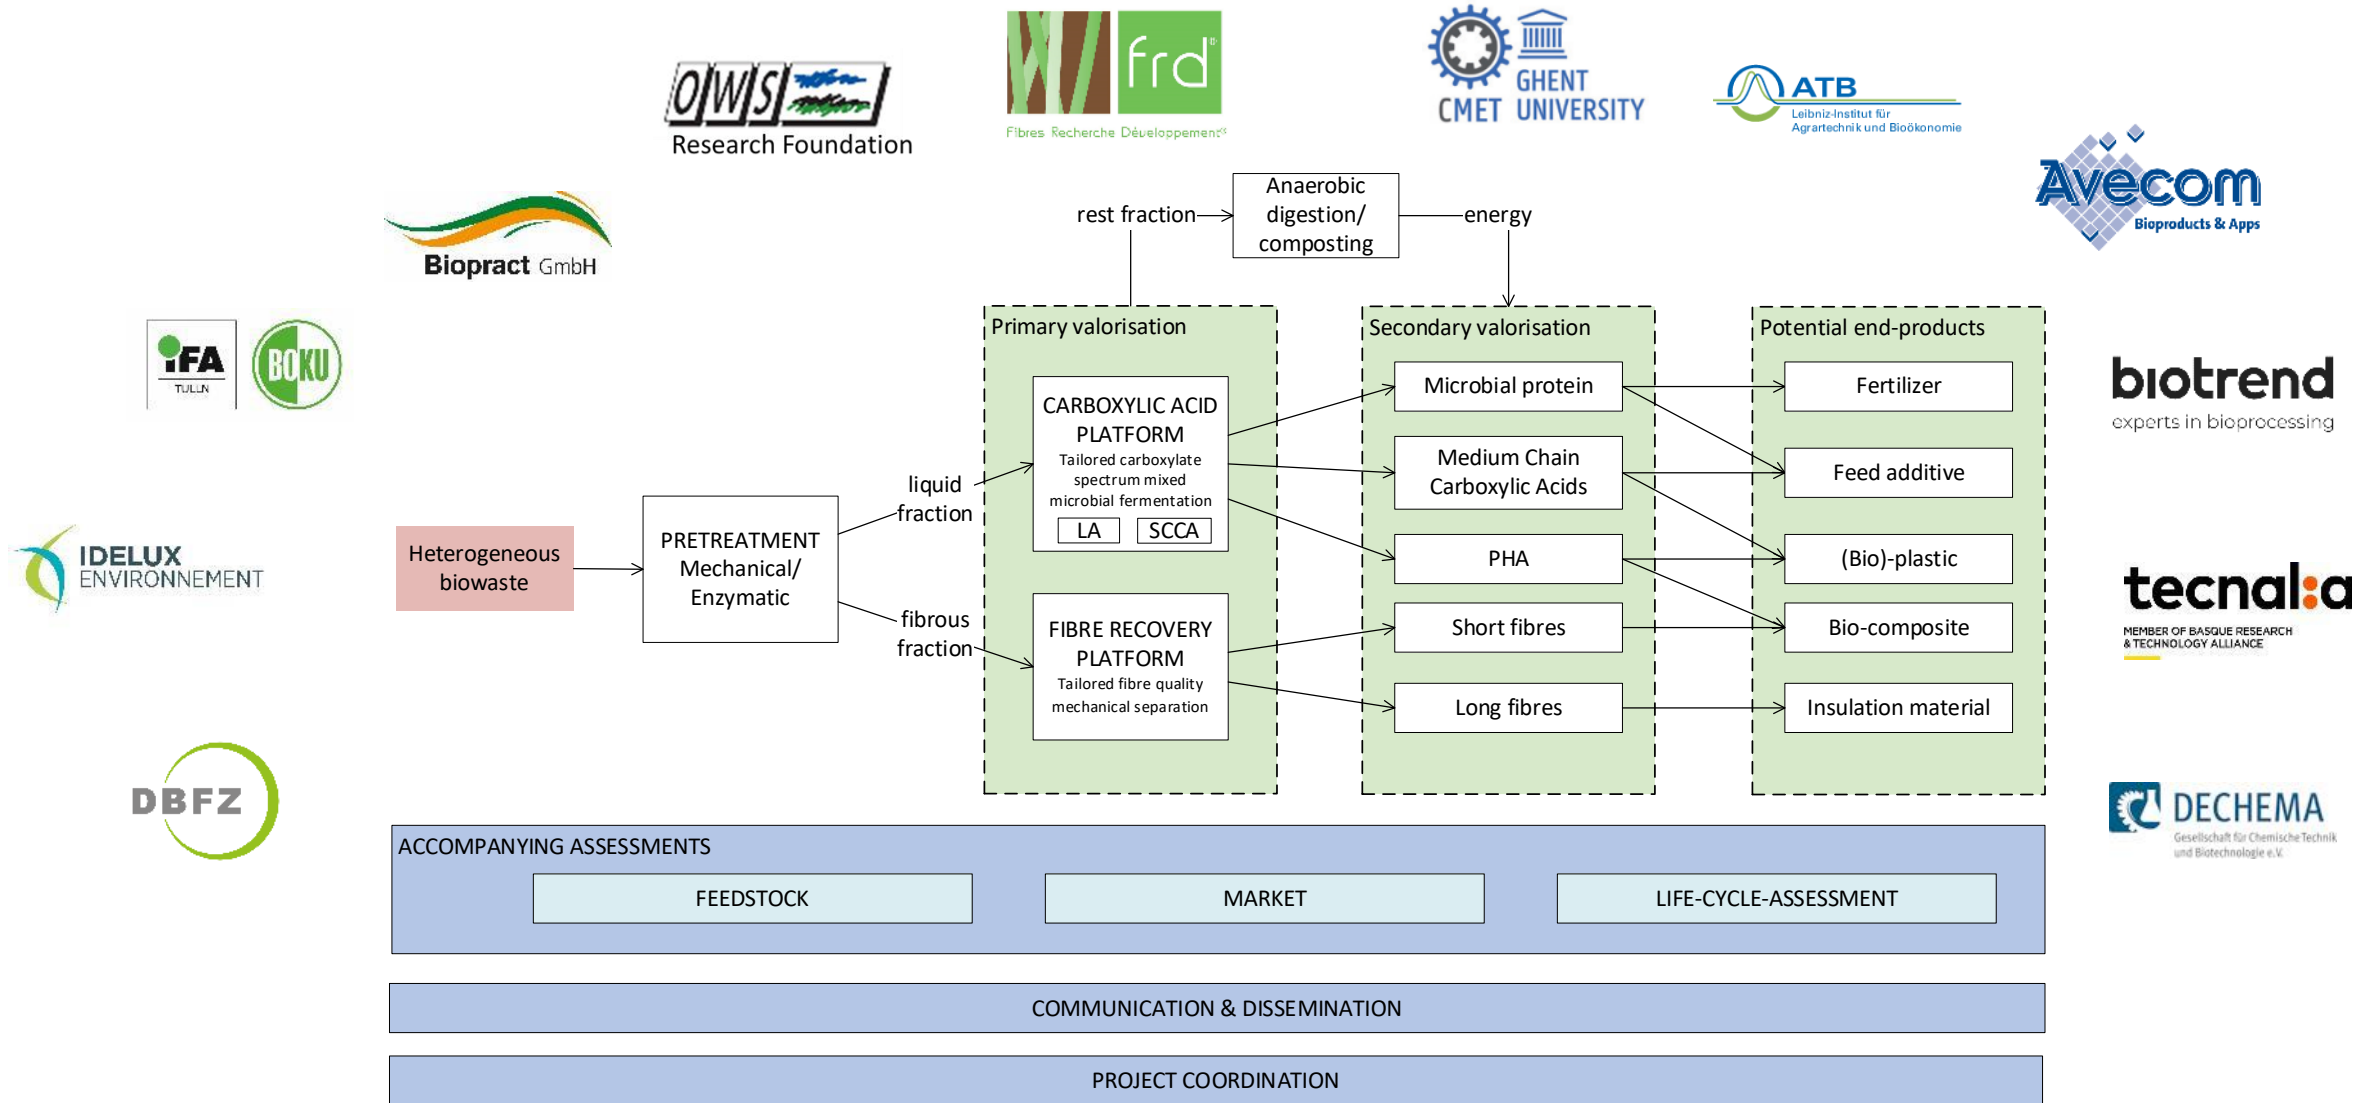 OWS
Research Foundation
frd
Fibres Recherche Développement
GHENT
CMET UNIVERSITY
ATB
Leibniz-Institut für
Agrartechnik und Bioökonomie
Avecom
Bioproducts & Apps
Biopract GmbH
iFA
TULLN
BOKU
IDELUX
ENVIRONNEMENT
DBFZ
biotrend
experts in bioprocessing
tecnal:a
MEMBER OF BASQUE RESEARCH
& TECHNOLOGY ALLIANCE
DECHEMA
Gesellschaft für Chemische Technik
und Biotechnologie e.V.
rest fraction
Anaerobic
digestion/
composting
energy
Heterogeneous
biowaste
PRETREATMENT
Mechanical/
Enzymatic
liquid
fraction
fibrous
fraction
Primary valorisation
CARBOXYLIC ACID
PLATFORM
Tailored carboxylate
spectrum mixed
microbial fermentation
LA
SCCA
FIBRE RECOVERY
PLATFORM
Tailored fibre quality
mechanical separation
Secondary valorisation
Microbial protein
Medium Chain
Carboxylic Acids
PHA
Short fibres
Long fibres
Potential end-products
Fertilizer
Feed additive
(Bio)-plastic
Bio-composite
Insulation material
ACCOMPANYING ASSESSMENTS
FEEDSTOCK
MARKET
LIFE-CYCLE-ASSESSMENT
COMMUNICATION & DISSEMINATION
PROJECT COORDINATION